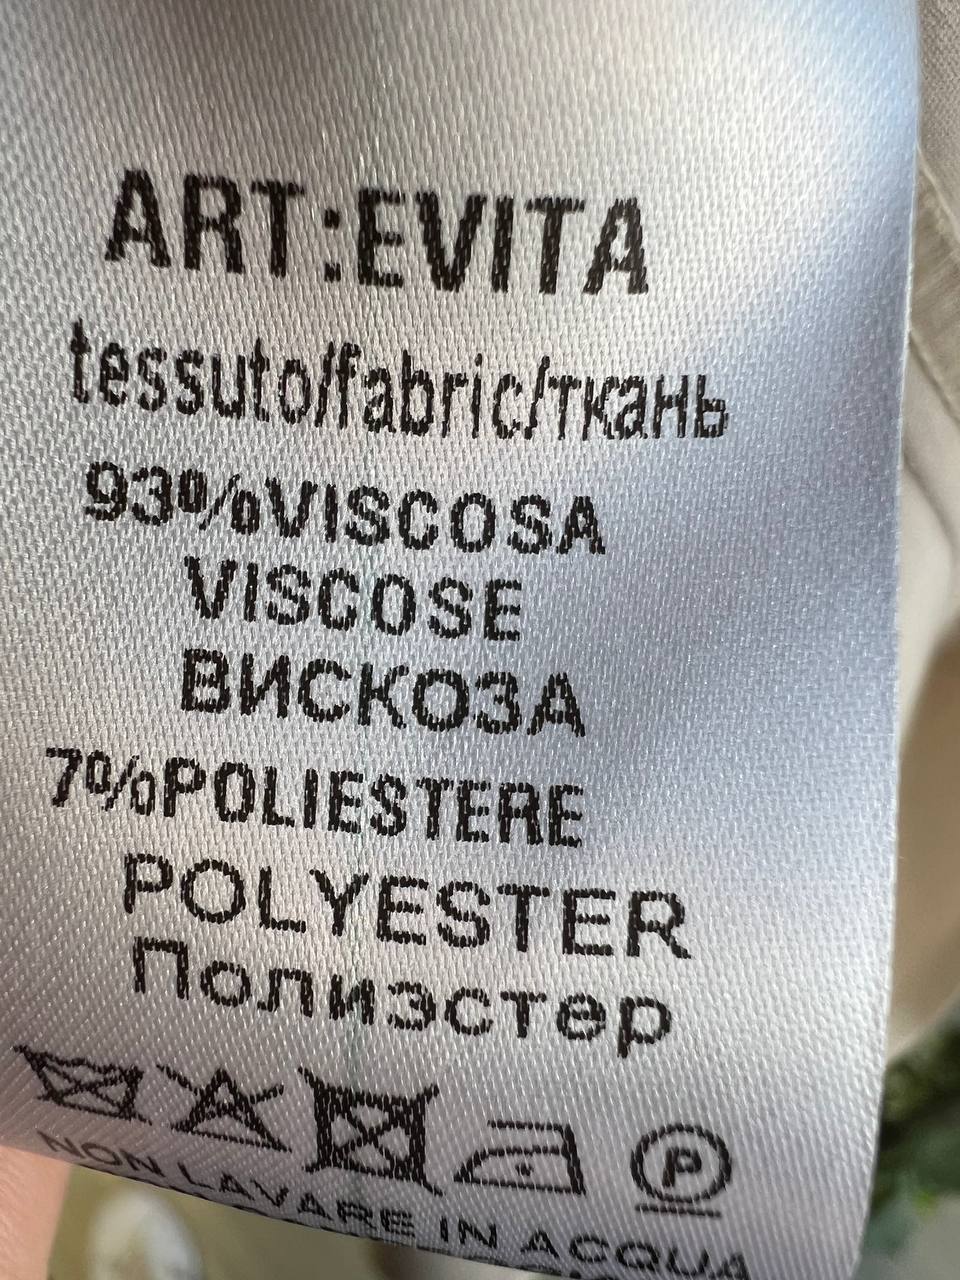 ART:EVITA
tessuto/fabric/ткань
93%VISCOSA
VISCOSE
ВИСКОЗА
7%POLIESTERE
POLYESTER
Полиэстер
P
NON LAVARE IN ACQUA